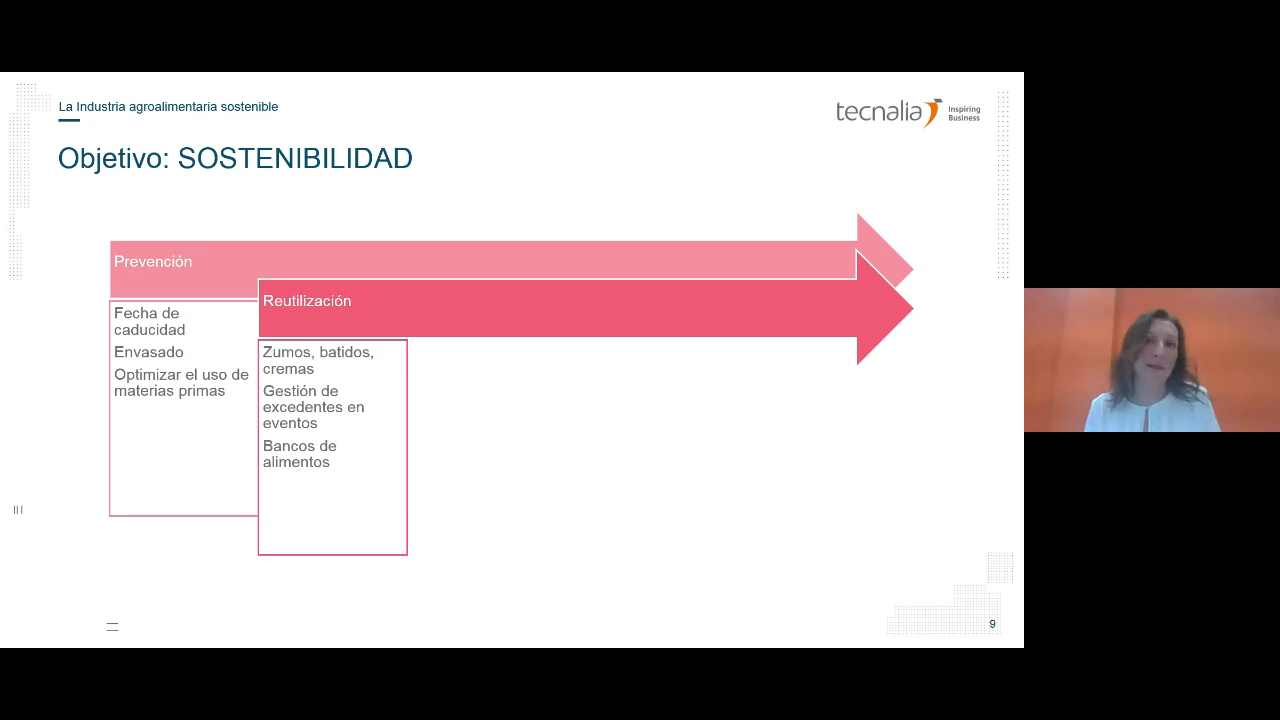 La Industria agroalimentaria sostenible
tecnalia Inspiring
Business
Objetivo: SOSTENIBILIDAD
Prevención
Fecha de
caducidad
Envasado
Optimizar el uso de
materias primas
Reutilización
Zumos, batidos,
cremas
Gestión de
excedentes en
eventos
Bancos de
alimentos
9